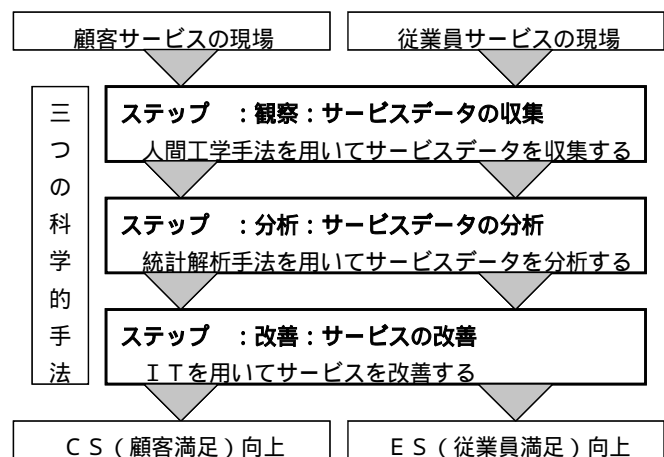 顧客サービスの現場
従業員サービスの現場
三つの科学的手法
ステップ　：観察：サービスデータの収集
人間工学手法を用いてサービスデータを収集する
ステップ　：分析：サービスデータの分析
統計解析手法を用いてサービスデータを分析する
ステップ　：改善：サービスの改善
ＩＴを用いてサービスを改善する
ＣＳ（顧客満足）向上
ＥＳ（従業員満足）向上